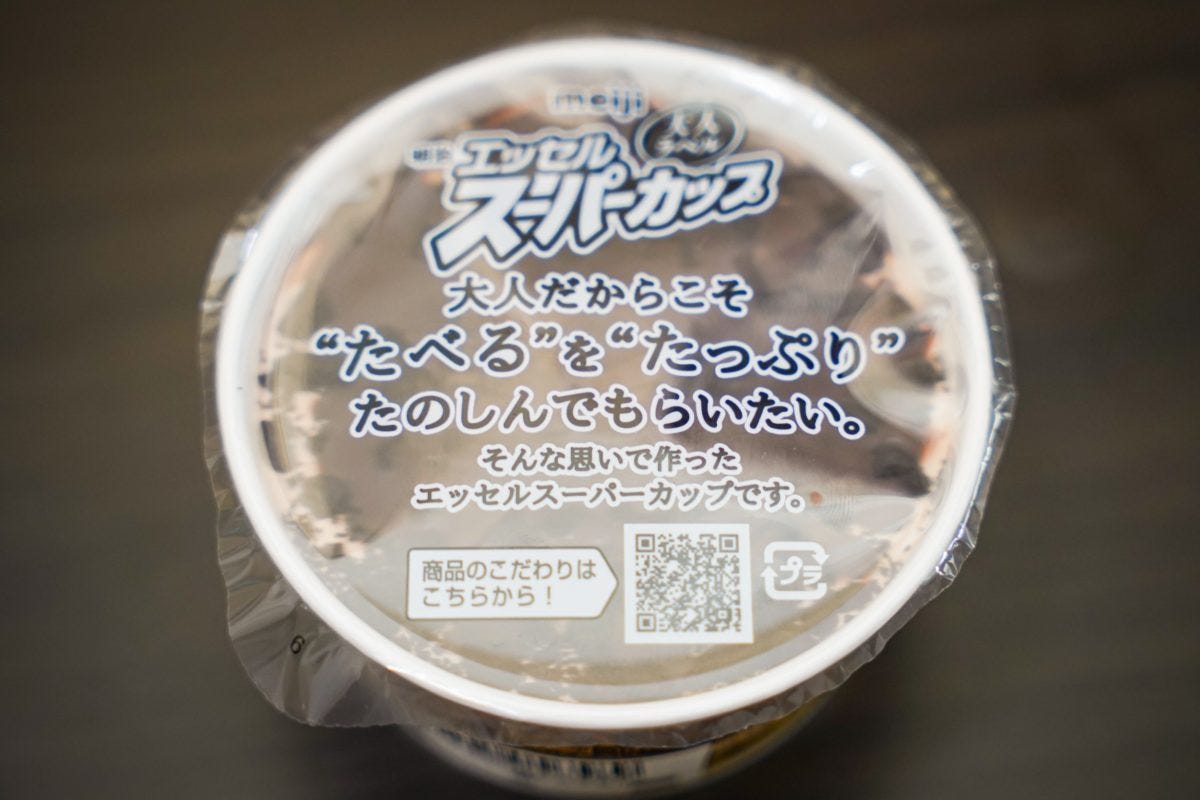 meiji
大人
ラベル
明治 エッセル
スーパーカップ
大人だからこそ
“たべる”を“たっぷり”
たのしんでもらいたい。
そんな思いで作った
エッセルスーパーカップです。
商品のこだわりは
こちらから!
プラ
6